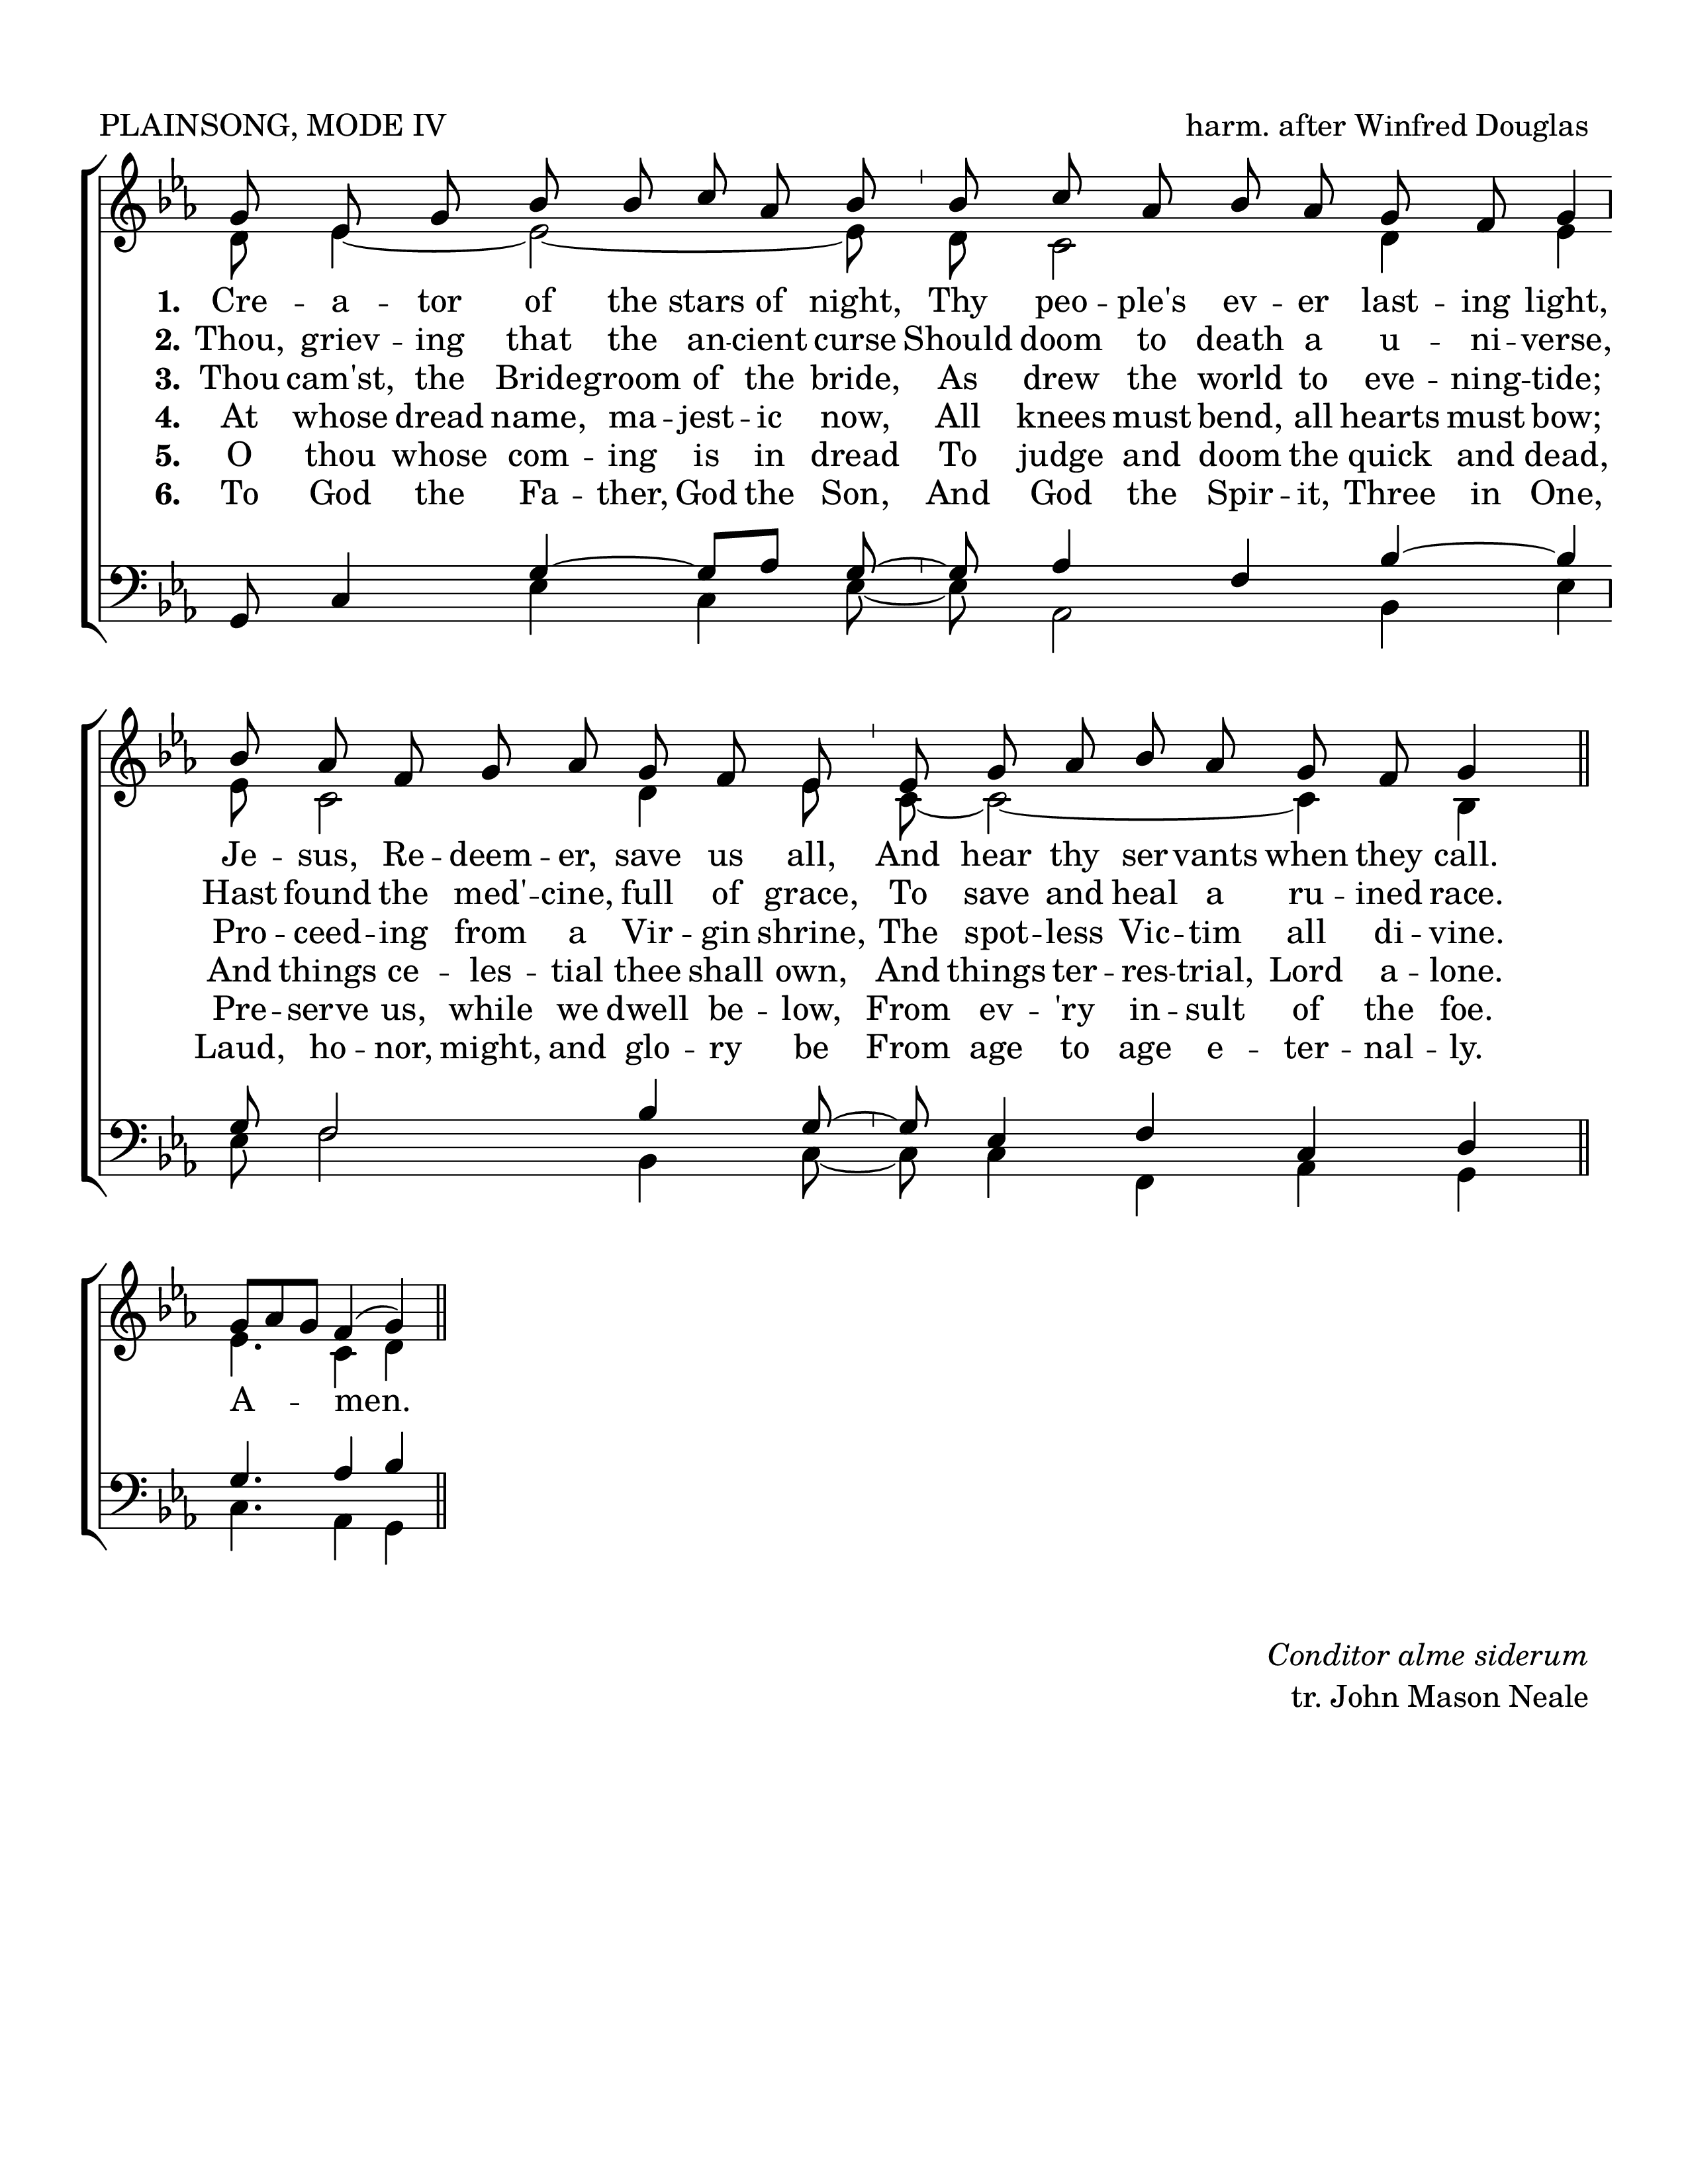 PLAINSONG, MODE IV harm. after Winfred Douglas
1. Cre - a - tor of the stars of night, Thy peo - ple's ev - er last - ing light,
2. Thou, griev - ing that the an - cient curse Should doom to death a u - ni - verse,
3. Thou cam'st, the Bridegroom of the bride, As drew the world to eve - ning - tide;
4. At whose dread name, ma - jest - ic now, All knees must bend, all hearts must bow;
5. O thou whose com - ing is in dread To judge and doom the quick and dead,
6. To God the Fa - ther, God the Son, And God the Spir - it, Three in One,
Je - sus, Re - deem - er, save us all, And hear thy ser - vants when they call.
Hast found the med' - cine, full of grace, To save and heal a ru - ined race.
Pro - ceed - ing from a Vir - gin shrine, The spot - less Vic - tim all di - vine.
And things ce - les - tial thee shall own, And things ter - res - trial, Lord a - lone.
Pre - serve us, while we dwell be - low, From ev - 'ry in - sult of the foe.
Laud, ho - nor, might, and glo - ry be From age to age e - ter - nal - ly.
A - men.
Conditor alme siderum
tr. John Mason Neale